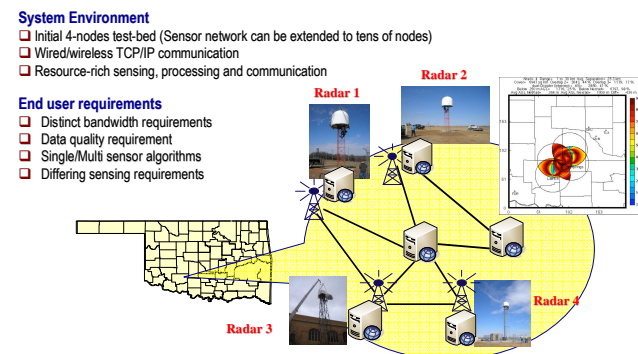 System Environment
Initial 4-nodes test-bed (Sensor network can be extended to tens of nodes)
Wired/wireless TCP/IP communication
Resource-rich sensing, processing and communication
End user requirements
Distinct bandwidth requirements
Data quality requirement
Single/Multi sensor algorithms
Differing sensing requirements
Radar 1
Radar 2
Radar 3
Radar 4